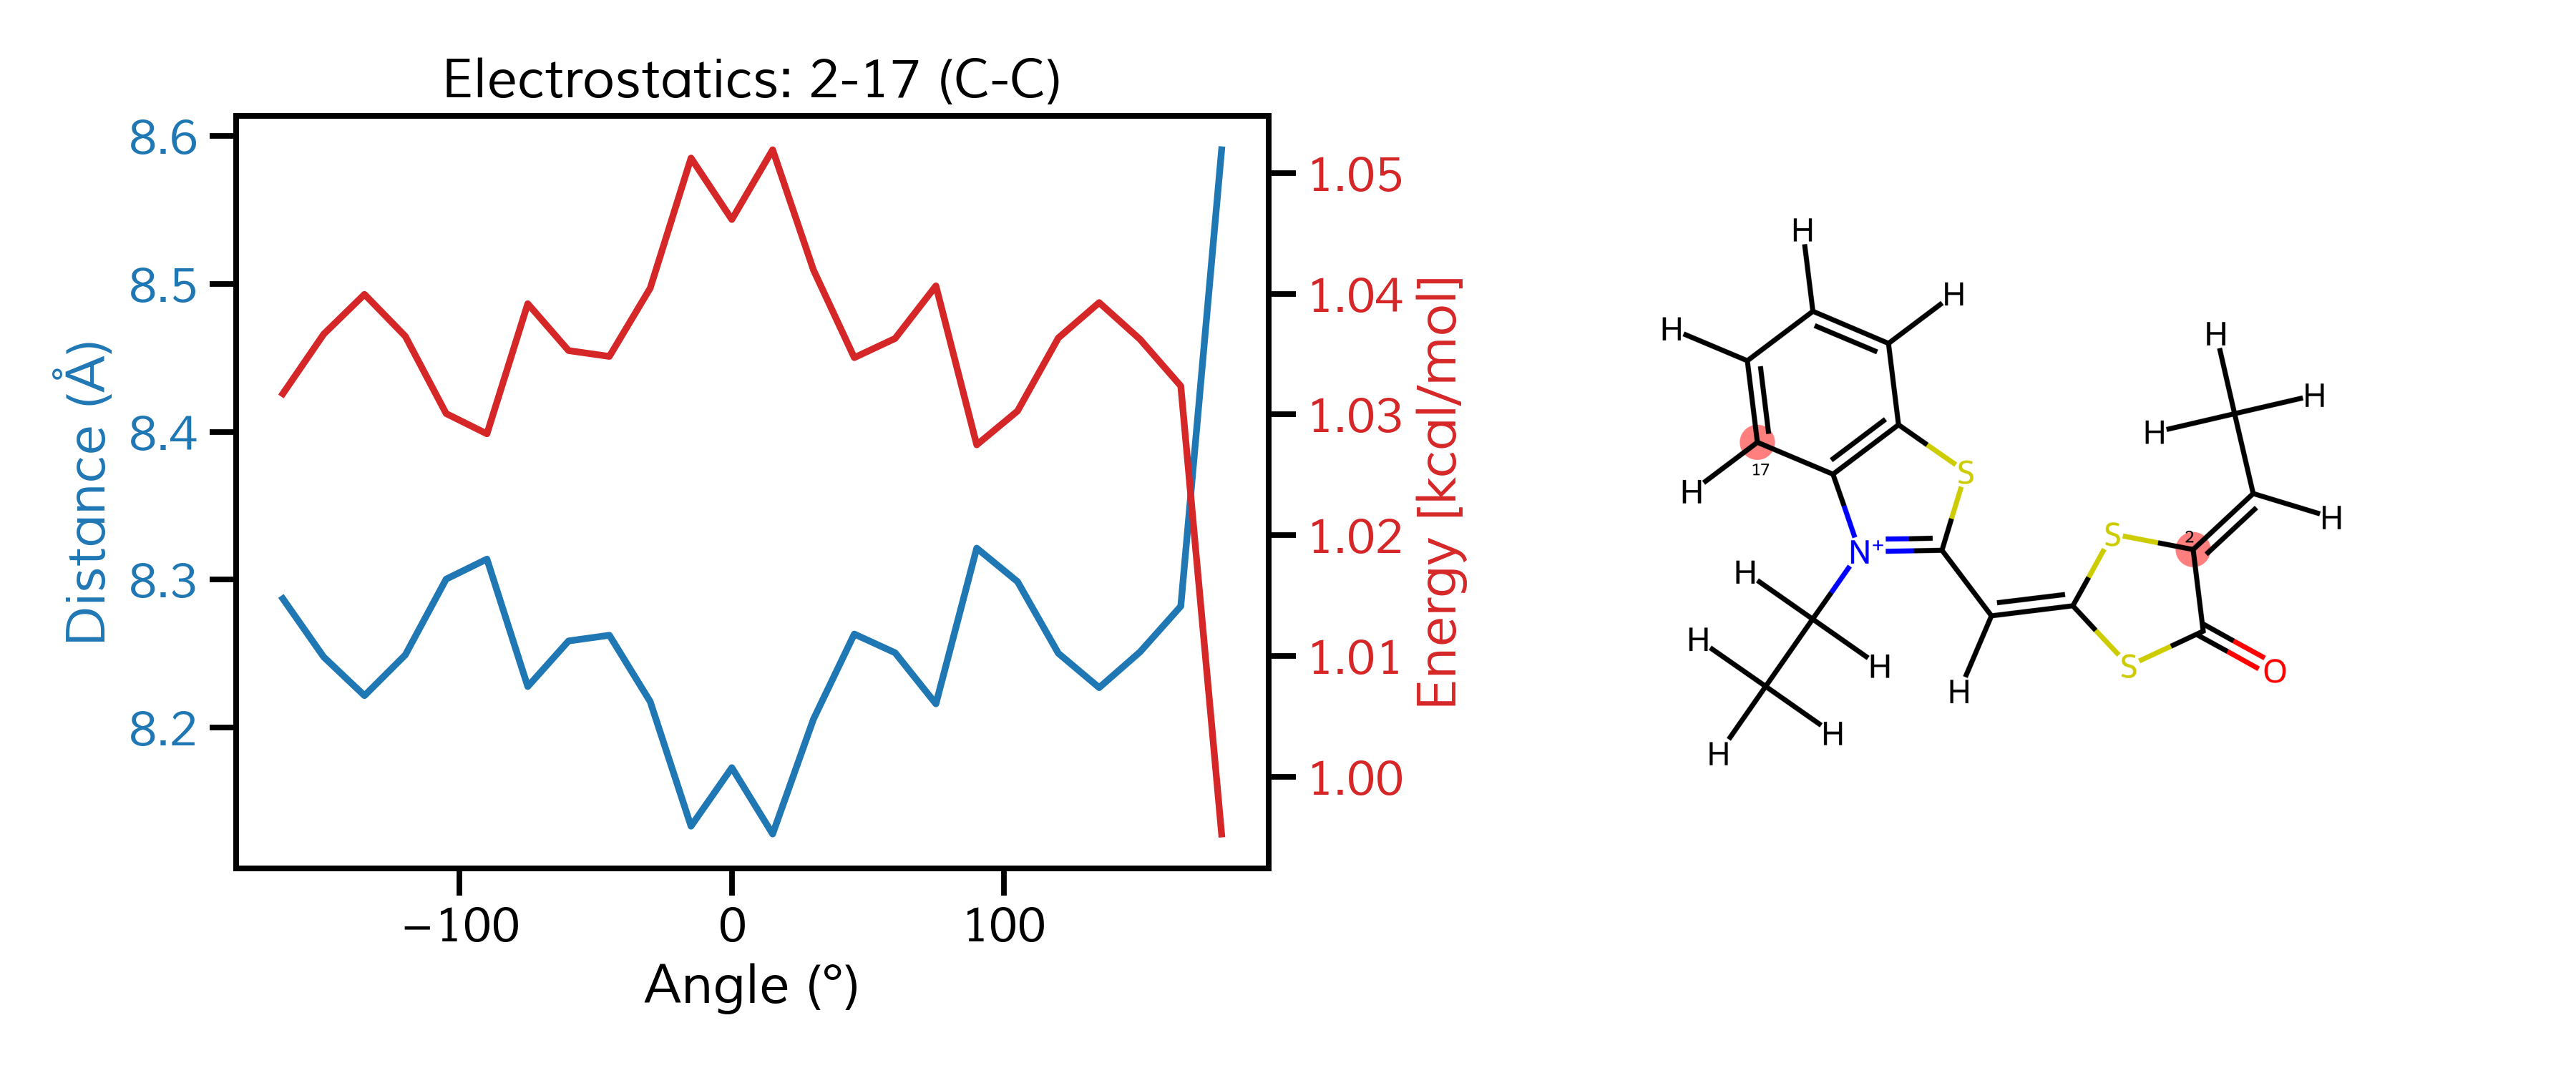 Electrostatics: 2-17 (C-C)
8.6
8.5
8.4
8.3
8.2
Distance (Å)
1.05
1.04
1.03
1.02
1.01
1.00
Energy [kcal/mol]
−100
0
100
Angle (°)
H
H
H
H
H
H
H
17
S
H
S
2
H
N+
H
H
H
S
O
H
H
H
H